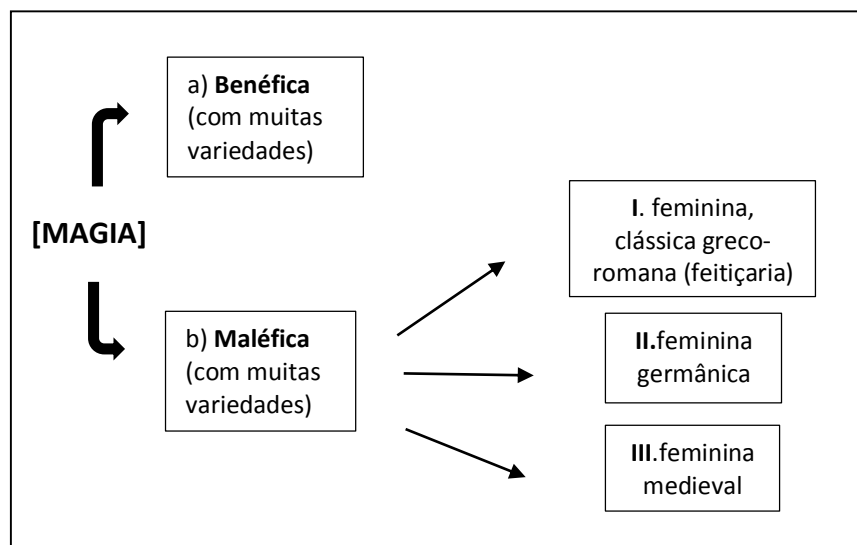 a) Benéfica
(com muitas
variedades)
[MAGIA]
b) Maléfica
(com muitas
variedades)
I. feminina,
clássica greco-
romana (feitiçaria)
II.feminina
germânica
III.feminina
medieval